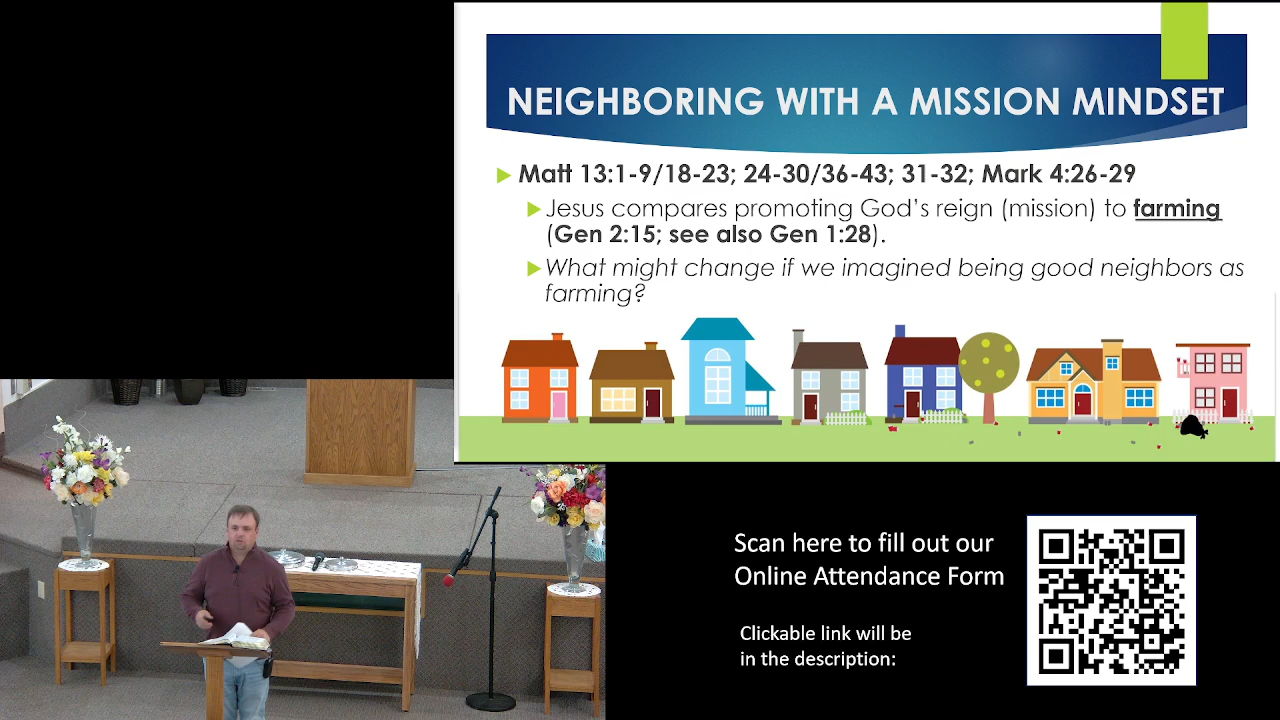 NEIGHBORING WITH A MISSION MINDSET
Matt 13:1-9/18-23; 24-30/36-43; 31-32; Mark 4:26-29
Jesus compares promoting God's reign (mission) to farming
(Gen 2:15; see also Gen 1:28).
What might change if we imagined being good neighbors as
farming?
Scan here to fill out our
Online Attendance Form
Clickable link will be
in the description: